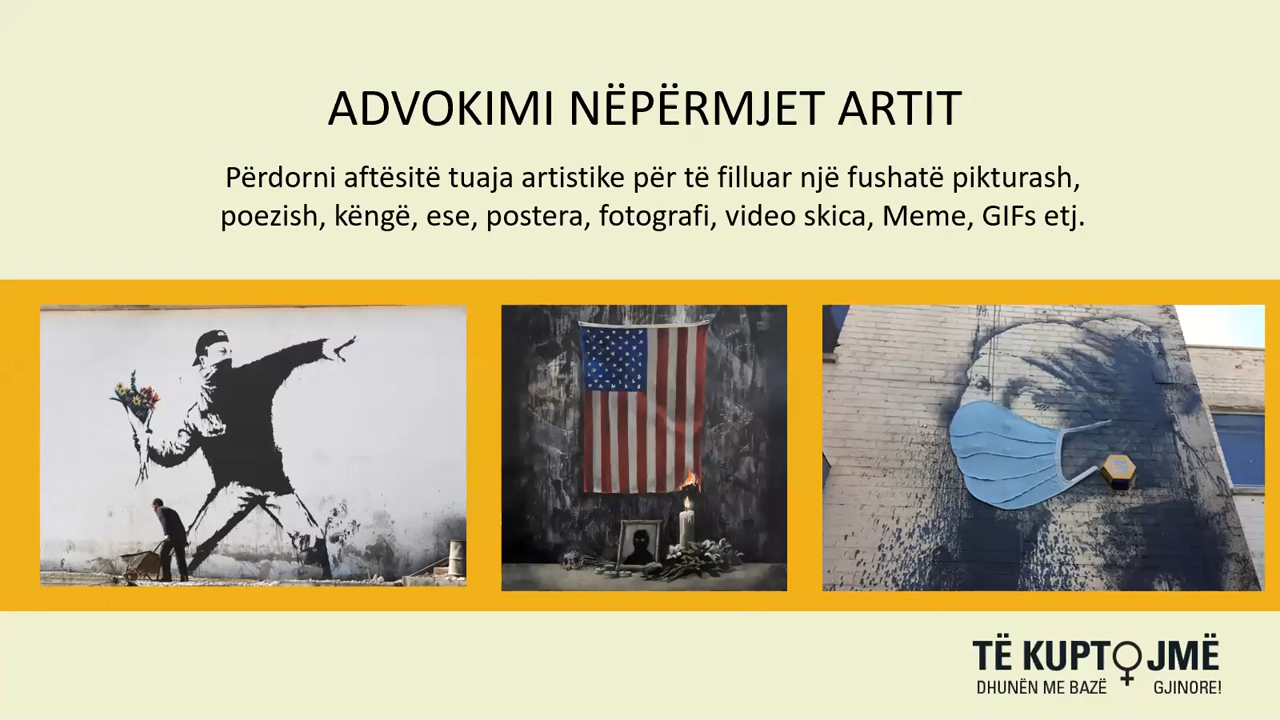 ADVOKIMI NËPËRMJET ARTIT
Përdorni aftësitë tuaja artistike për të filluar një fushatë pikturash,
poezish, këngë, ese, postera, fotografi, video skica, Meme, GIFs etj.
TË KUPTOJMË
DHUNËN ME BAZË GJINORE!